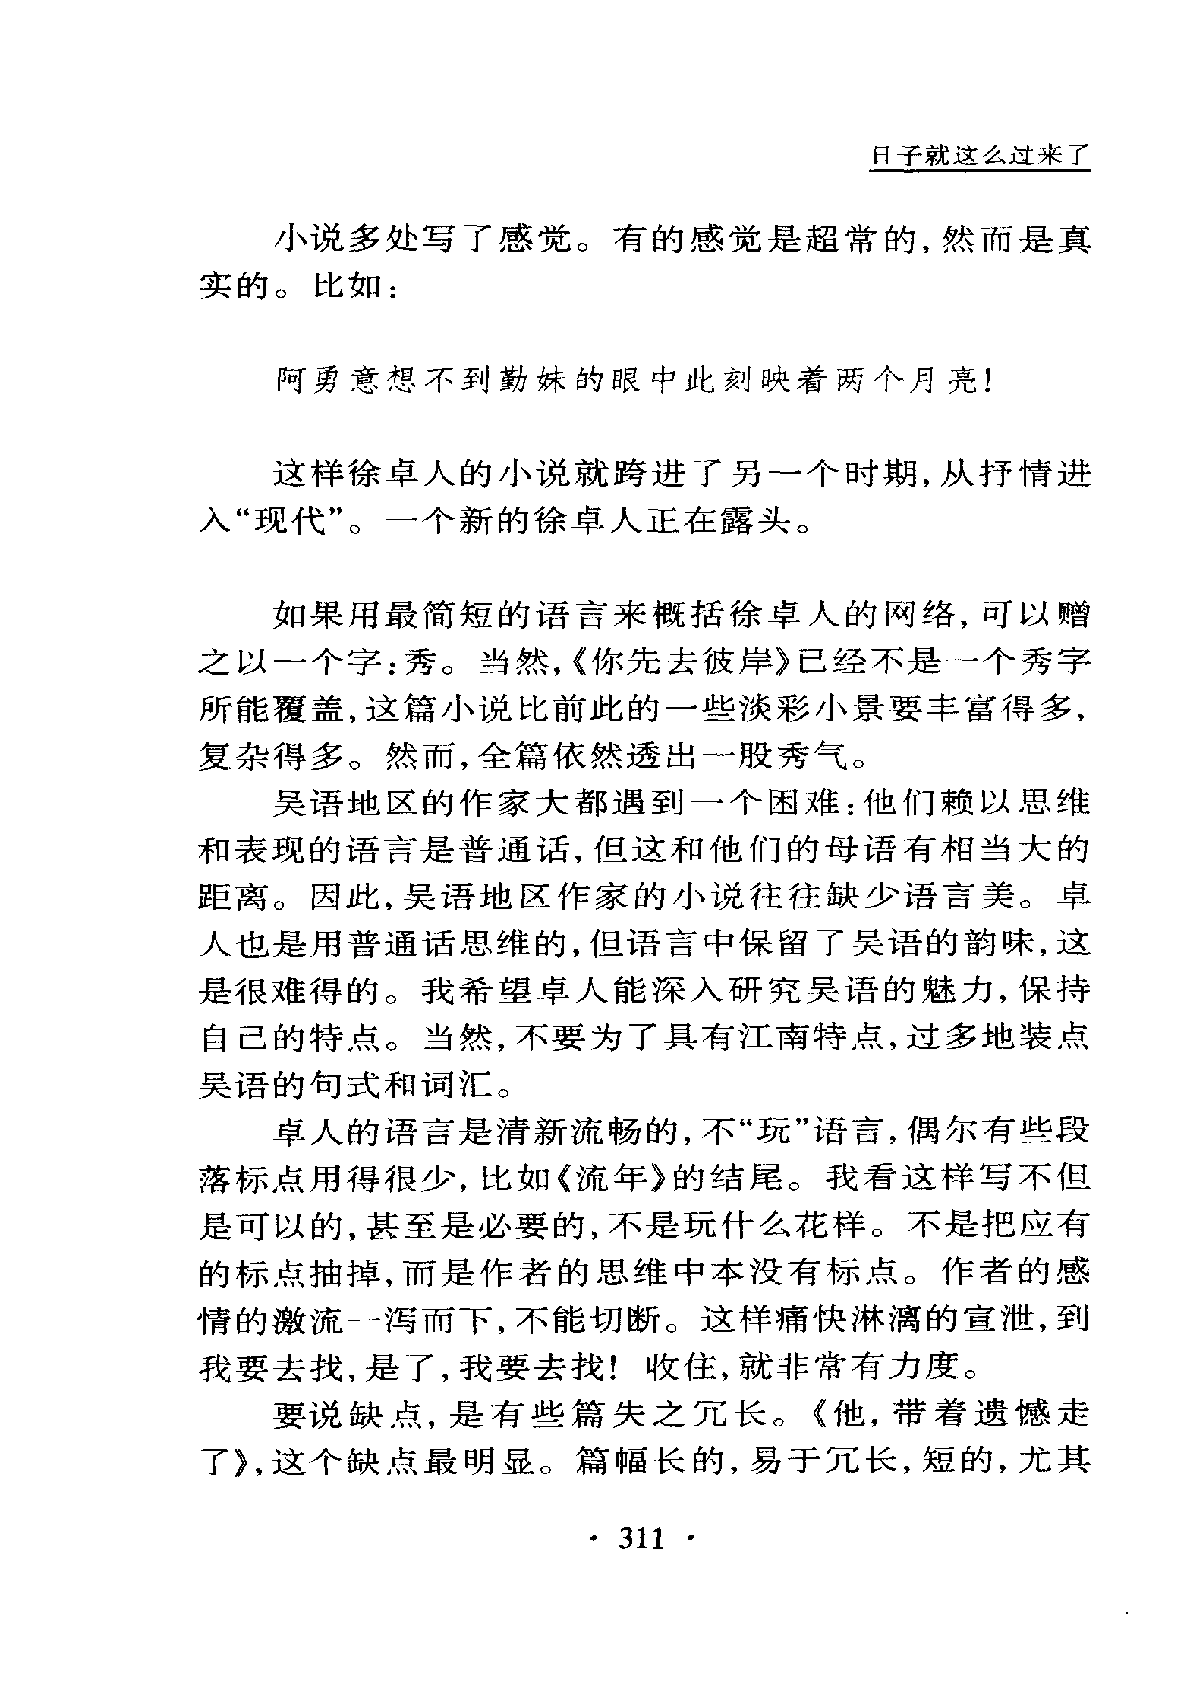 日子就这么过来了
小说多处写了感觉。有的感觉是超常的,然而是真
实的。比如:
阿勇意想不到勤妹的眼中此刻映着两个月亮!
这样徐卓人的小说就跨进了另一个时期,从抒情进
入“现代”。一个新的徐卓人正在露头。
如果用最简短的语言来概括徐卓人的网络,可以赠
之以一个字:秀。当然,《你先去彼岸》已经不是一个秀字
所能覆盖,这篇小说比前此的一些淡彩小景要丰富得多,
复杂得多。然而,全篇依然透出一股秀气。
吴语地区的作家大都遇到一个困难:他们赖以思维
和表现的语言是普通话,但这和他们的母语有相当大的
距离。因此,吴语地区作家的小说往往缺少语言美。卓
人也是用普通话思维的,但语言中保留了吴语的韵味,这
是很难得的。我希望卓人能深入研究吴语的魅力,保持
自己的特点。当然,不要为了具有江南特点,过多地装点
吴语的句式和词汇。
卓人的语言是清新流畅的,不“玩”语言,偶尔有些段
落标点用得很少,比如《流年》的结尾。我看这样写不但
是可以的,甚至是必要的,不是玩什么花样。不是把应有
的标点抽掉,而是作者的思维中本没有标点。作者的感
情的激流一泻而下,不能切断。这样痛快淋漓的宣泄,到
我要去找,是了,我要去找!收住,就非常有力度。
要说缺点,是有些篇失之冗长。《他,带着遗憾走
了》,这个缺点最明显。篇幅长的,易于冗长,短的,尤其
· 311 ·